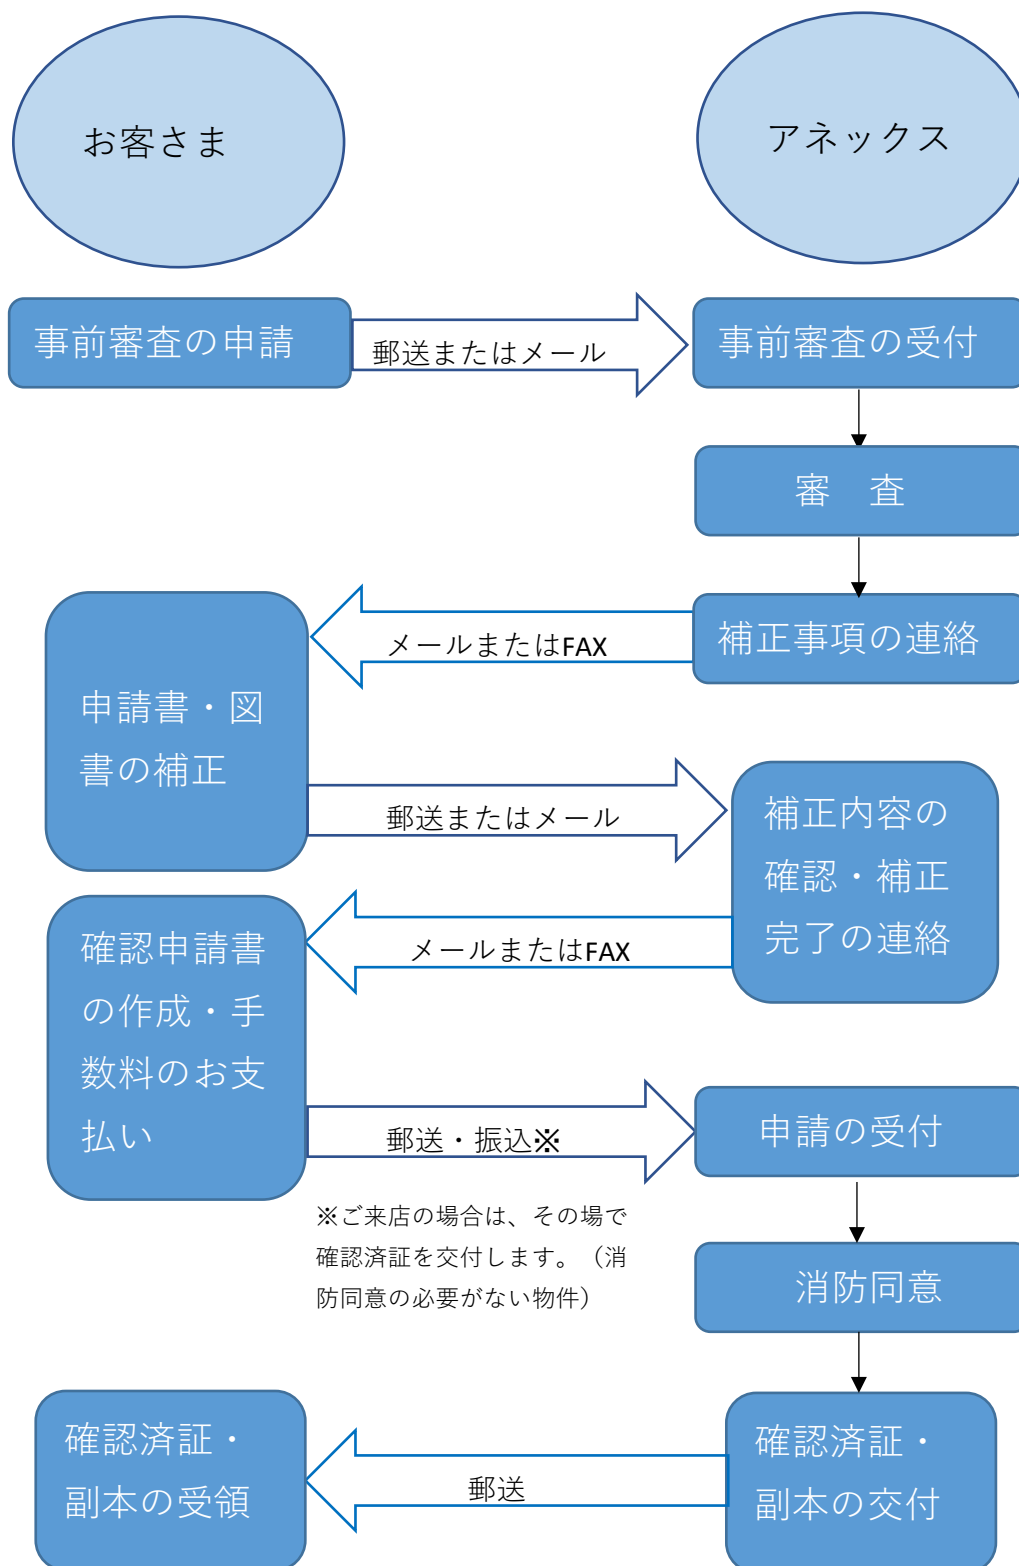 お客さま
アネックス
事前審査の申請
郵送またはメール
事前審査の受付
審　査
メールまたはFAX
補正事項の連絡
申請書・図
書の補正
郵送またはメール
補正内容の
確認・補正
完了の連絡
メールまたはFAX
確認申請書
の作成・手
数料のお支
払い
郵送・振込※
申請の受付
※ご来店の場合は、その場で
確認済証を交付します。（消
防同意の必要がない物件）
消防同意
確認済証・
副本の受領
郵送
確認済証・
副本の交付